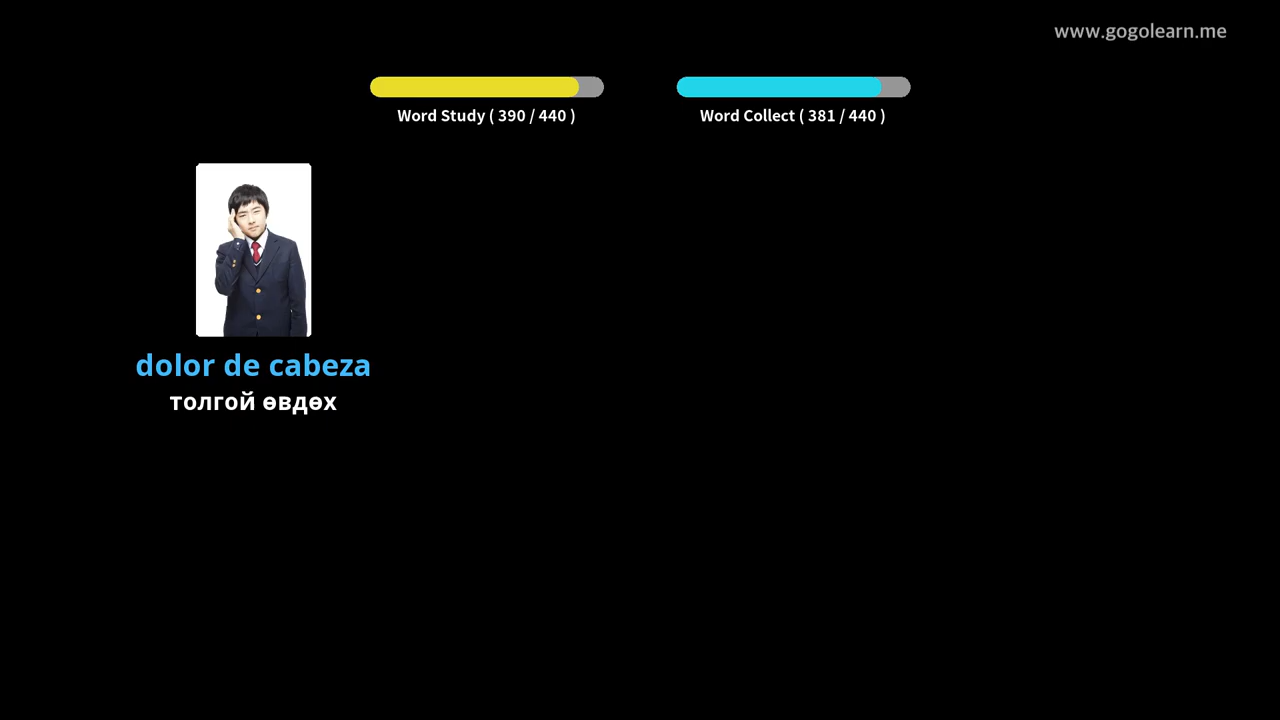 www.gogolearn.me
Word Study ( 390 / 440 )
Word Collect ( 381 / 440 )
dolor de cabeza
толгой өвдөх